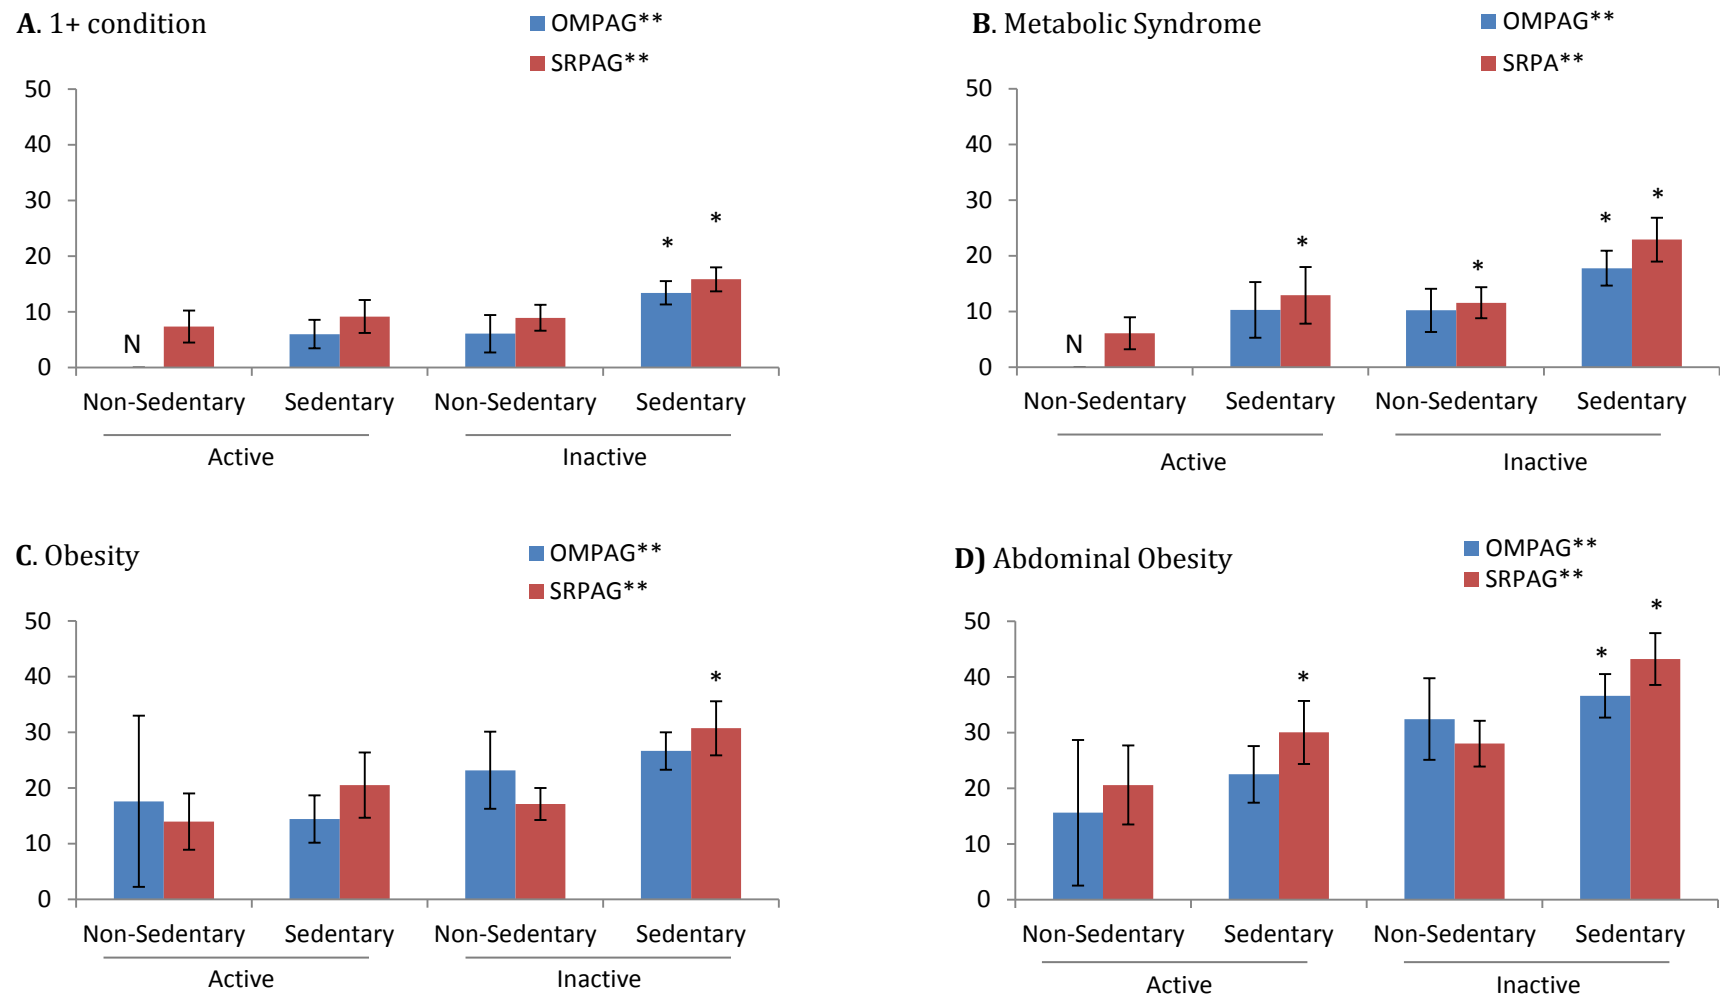 A. 1+ condition
OMPAG**
SRPAG**
50
40
30
20
10
0
N
*
*
Non-Sedentary Sedentary Non-Sedentary Sedentary
Active Inactive
B. Metabolic Syndrome
OMPAG**
SRPA**
50
40
30
20
10
0
N
*
*
*
*
Non-Sedentary Sedentary Non-Sedentary Sedentary
Active Inactive
C. Obesity
OMPAG**
SRPAG**
50
40
30
20
10
0
*
Non-Sedentary Sedentary Non-Sedentary Sedentary
Active Inactive
D) Abdominal Obesity
OMPAG**
SRPAG**
50
40
30
20
10
0
*
*
*
Non-Sedentary Sedentary Non-Sedentary Sedentary
Active Inactive